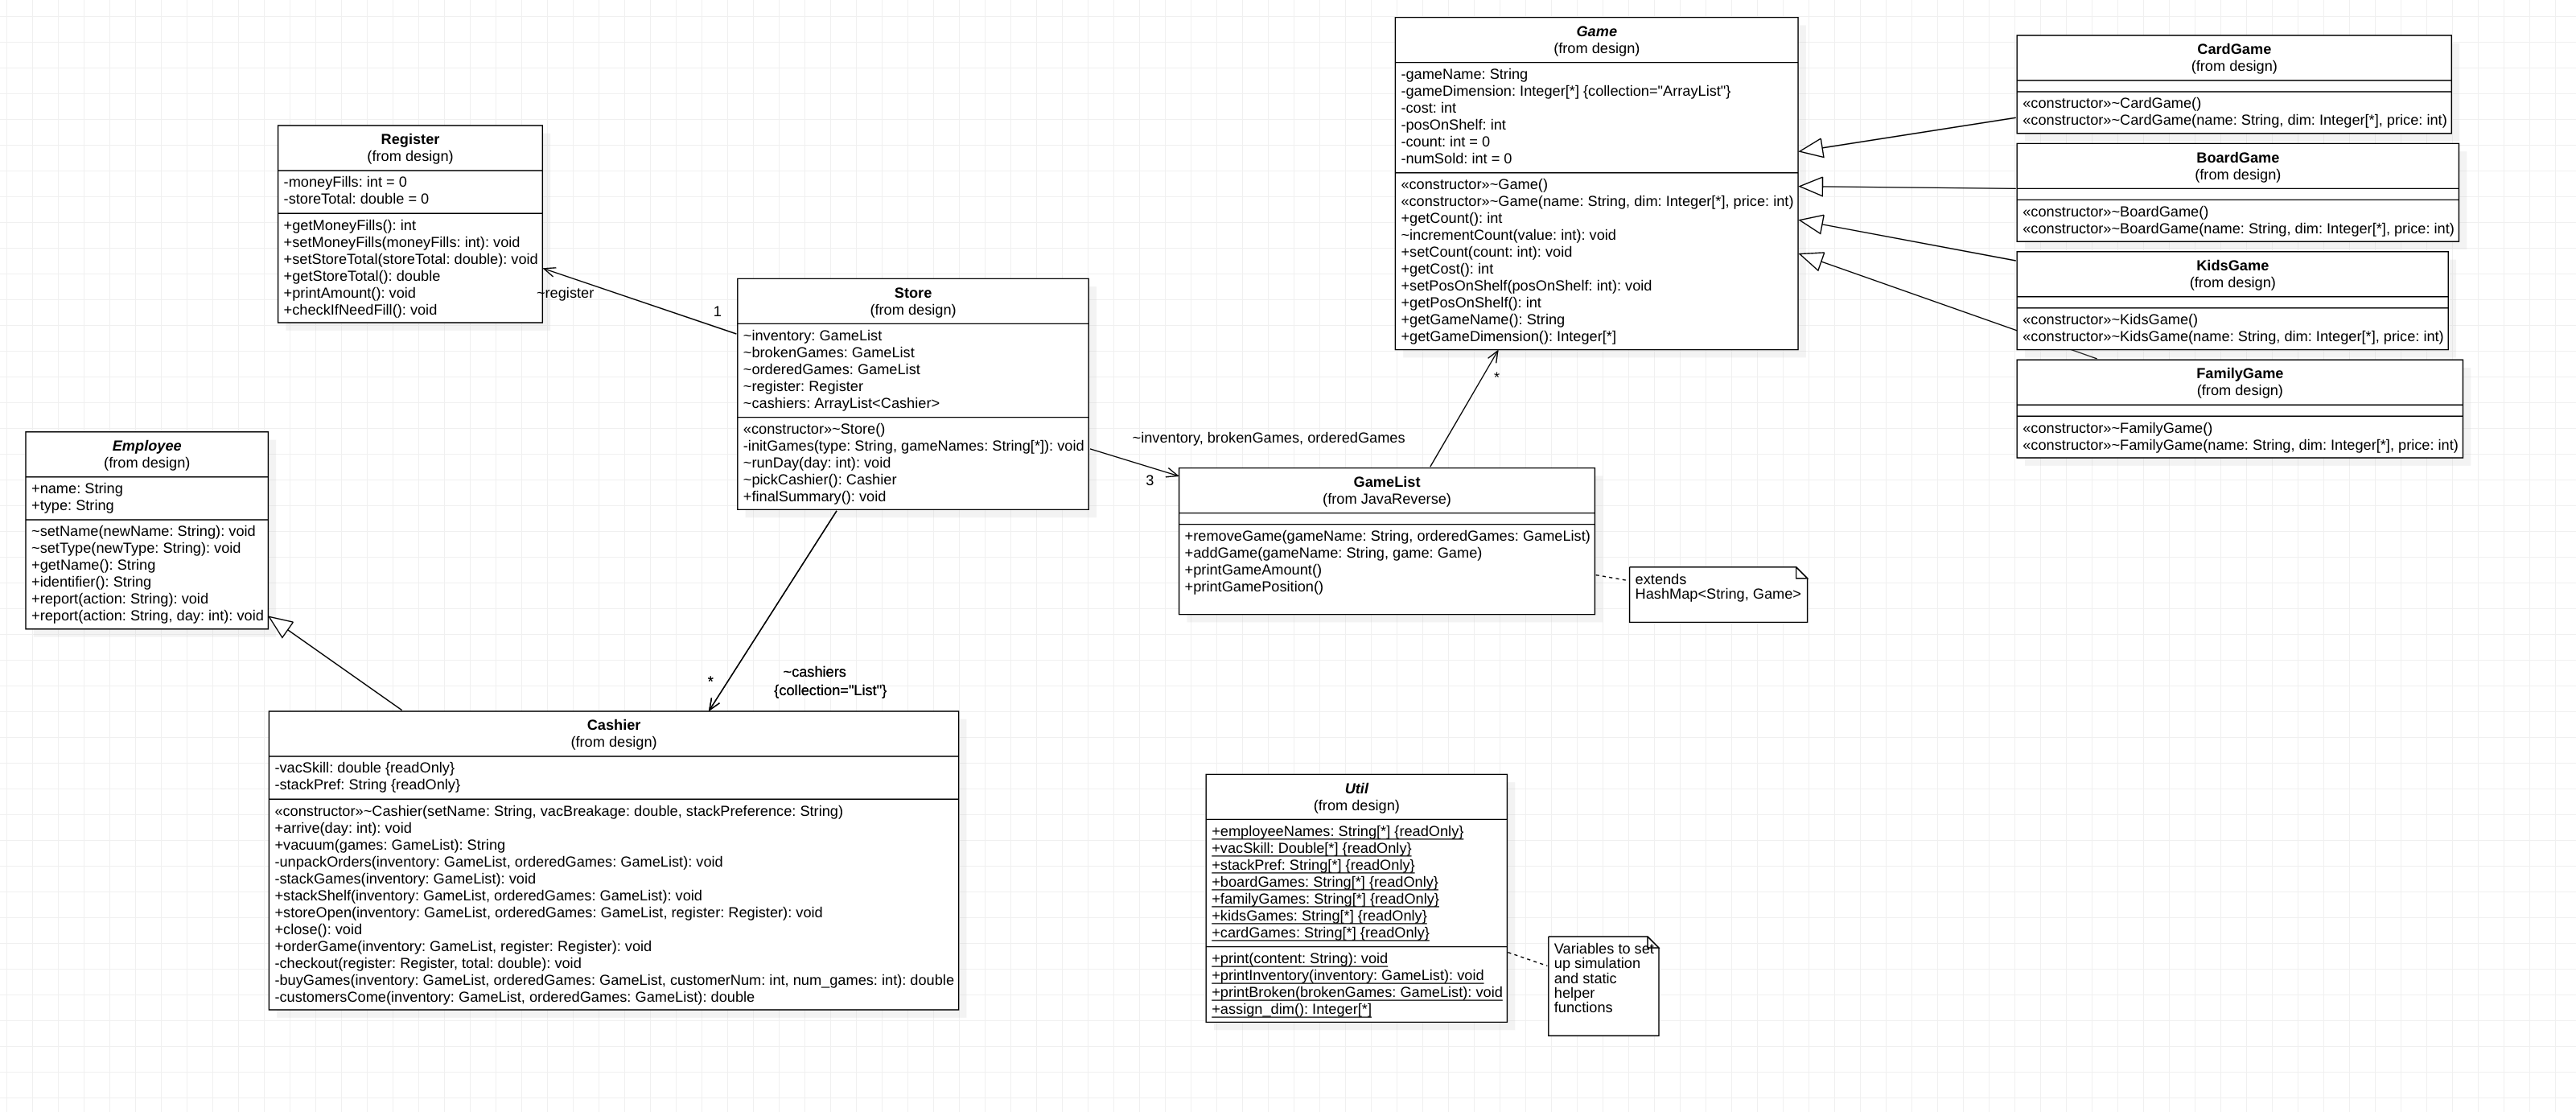 Game
(from design)
-gameName: String
-gameDimension: Integer[*] {collection="ArrayList"}
-cost: int
-posOnShelf: int
-count: int = 0
-numSold: int = 0
«constructor»~Game()
«constructor»~Game(name: String, dim: Integer[*], price: int)
+getCount(): int
~incrementCount(value: int): void
+setCount(count: int): void
+getCost(): int
+setPosOnShelf(posOnShelf: int): void
+getPosOnShelf(): int
+getGameName(): String
+getGameDimension(): Integer[*]
*
CardGame
(from design)
«constructor»~CardGame()
«constructor»~CardGame(name: String, dim: Integer[*], price: int)
BoardGame
(from design)
«constructor»~BoardGame()
«constructor»~BoardGame(name: String, dim: Integer[*], price: int)
KidsGame
(from design)
«constructor»~KidsGame()
«constructor»~KidsGame(name: String, dim: Integer[*], price: int)
FamilyGame
(from design)
«constructor»~FamilyGame()
«constructor»~FamilyGame(name: String, dim: Integer[*], price: int)
Register
(from design)
-moneyFills: int = 0
-storeTotal: double = 0
+getMoneyFills(): int
+setMoneyFills(moneyFills: int): void
+setStoreTotal(storeTotal: double): void
+getStoreTotal(): double
+printAmount(): void
+checkIfNeedFill(): void
~register
1
Store
(from design)
~inventory: GameList
~brokenGames: GameList
~orderedGames: GameList
~register: Register
~cashiers: ArrayList<Cashier>
«constructor»~Store()
-initGames(type: String, gameNames: String[*]): void
~runDay(day: int): void
~pickCashier(): Cashier
+finalSummary(): void
~inventory, brokenGames, orderedGames
3
GameList
(from JavaReverse)
+removeGame(gameName: String, orderedGames: GameList)
+addGame(gameName: String, game: Game)
+printGameAmount()
+printGamePosition()
extends
HashMap<String, Game>
Employee
(from design)
+name: String
+type: String
~setName(newName: String): void
~setType(newType: String): void
+getName(): String
+identifier(): String
+report(action: String): void
+report(action: String, day: int): void
*
~cashiers
{collection="List"}
Cashier
(from design)
-vacSkill: double {readOnly}
-stackPref: String {readOnly}
«constructor»~Cashier(setName: String, vacBreakage: double, stackPreference: String)
+arrive(day: int): void
+vacuum(games: GameList): String
-unpackOrders(inventory: GameList, orderedGames: GameList): void
-stackGames(inventory: GameList): void
+stackShelf(inventory: GameList, orderedGames: GameList): void
+storeOpen(inventory: GameList, orderedGames: GameList, register: Register): void
+close(): void
+orderGame(inventory: GameList, register: Register): void
-checkout(register: Register, total: double): void
-buyGames(inventory: GameList, orderedGames: GameList, customerNum: int, num_games: int): double
-customersCome(inventory: GameList, orderedGames: GameList): double
Util
(from design)
+employeeNames: String[*] {readOnly}
+vacSkill: Double[*] {readOnly}
+stackPref: String[*] {readOnly}
+boardGames: String[*] {readOnly}
+familyGames: String[*] {readOnly}
+kidsGames: String[*] {readOnly}
+cardGames: String[*] {readOnly}
+print(content: String): void
+printInventory(inventory: GameList): void
+printBroken(brokenGames: GameList): void
+assign_dim(): Integer[*]
Variables to set
up simulation
and static
helper
functions